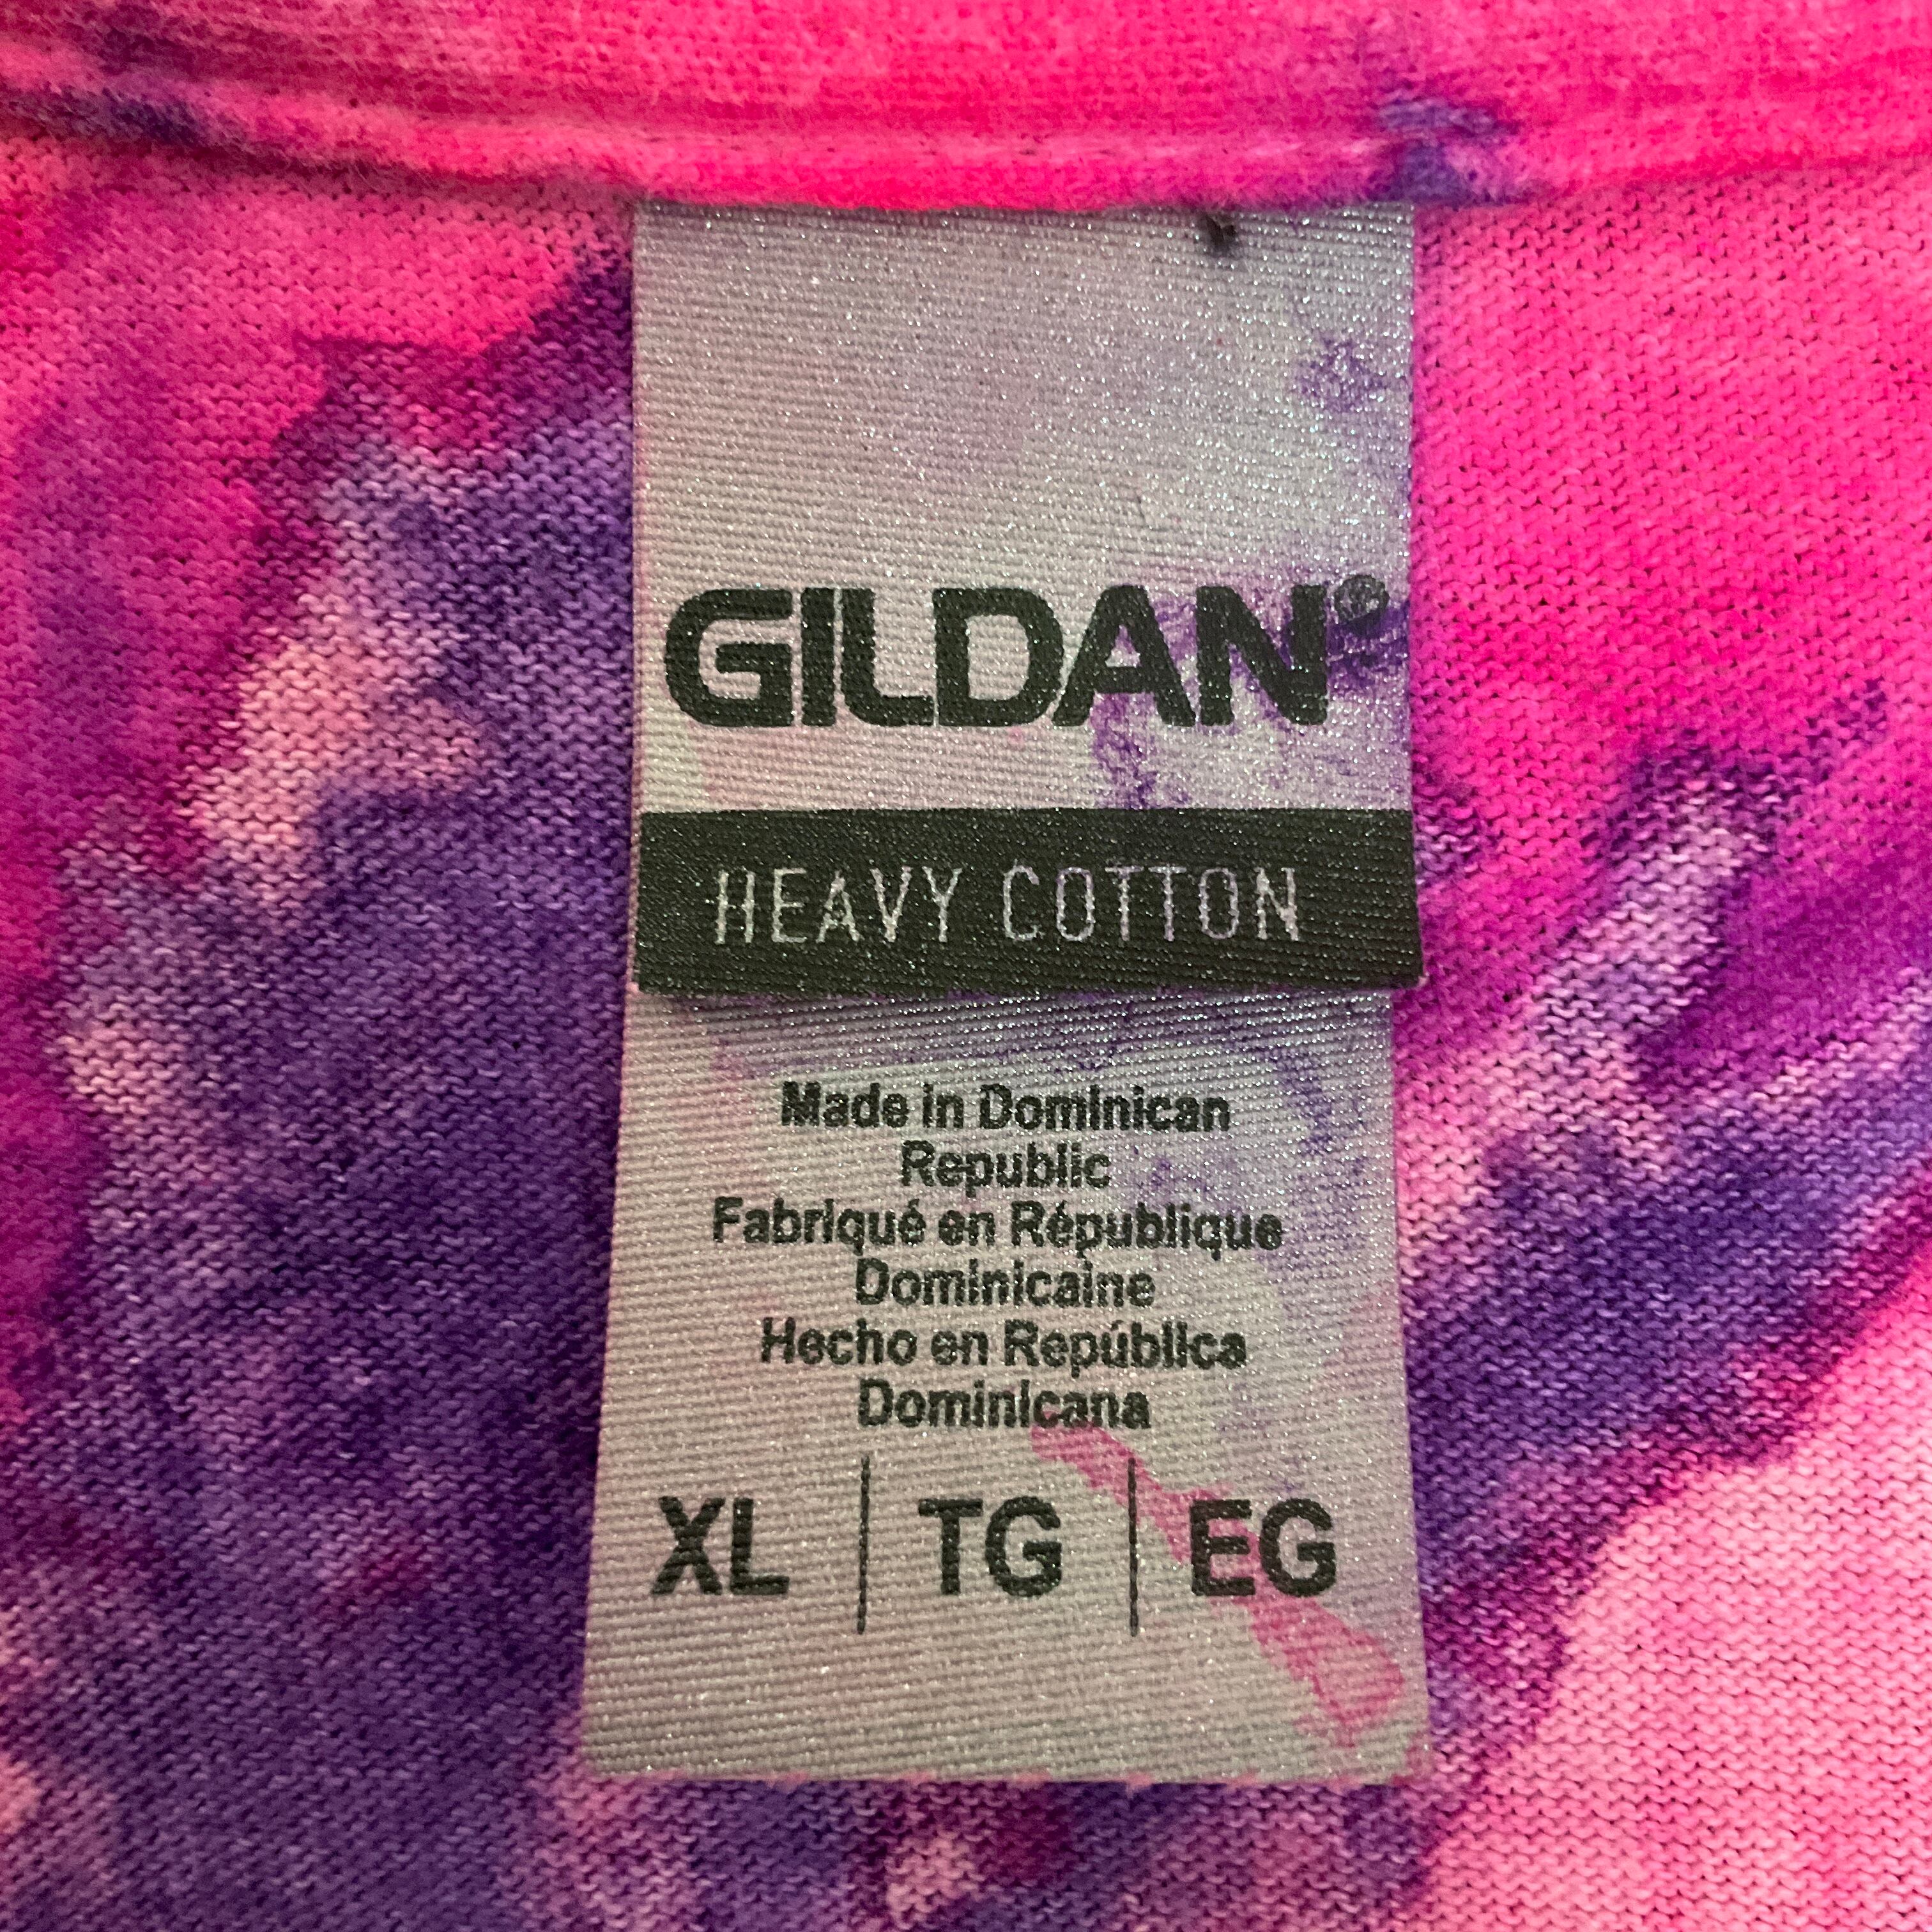 GILDAN®
HEAVY COTTON
Made in Dominican
Republic
Fabriqué en République
Dominicaine
Hecho en República
Dominicana
XL | TG | EG